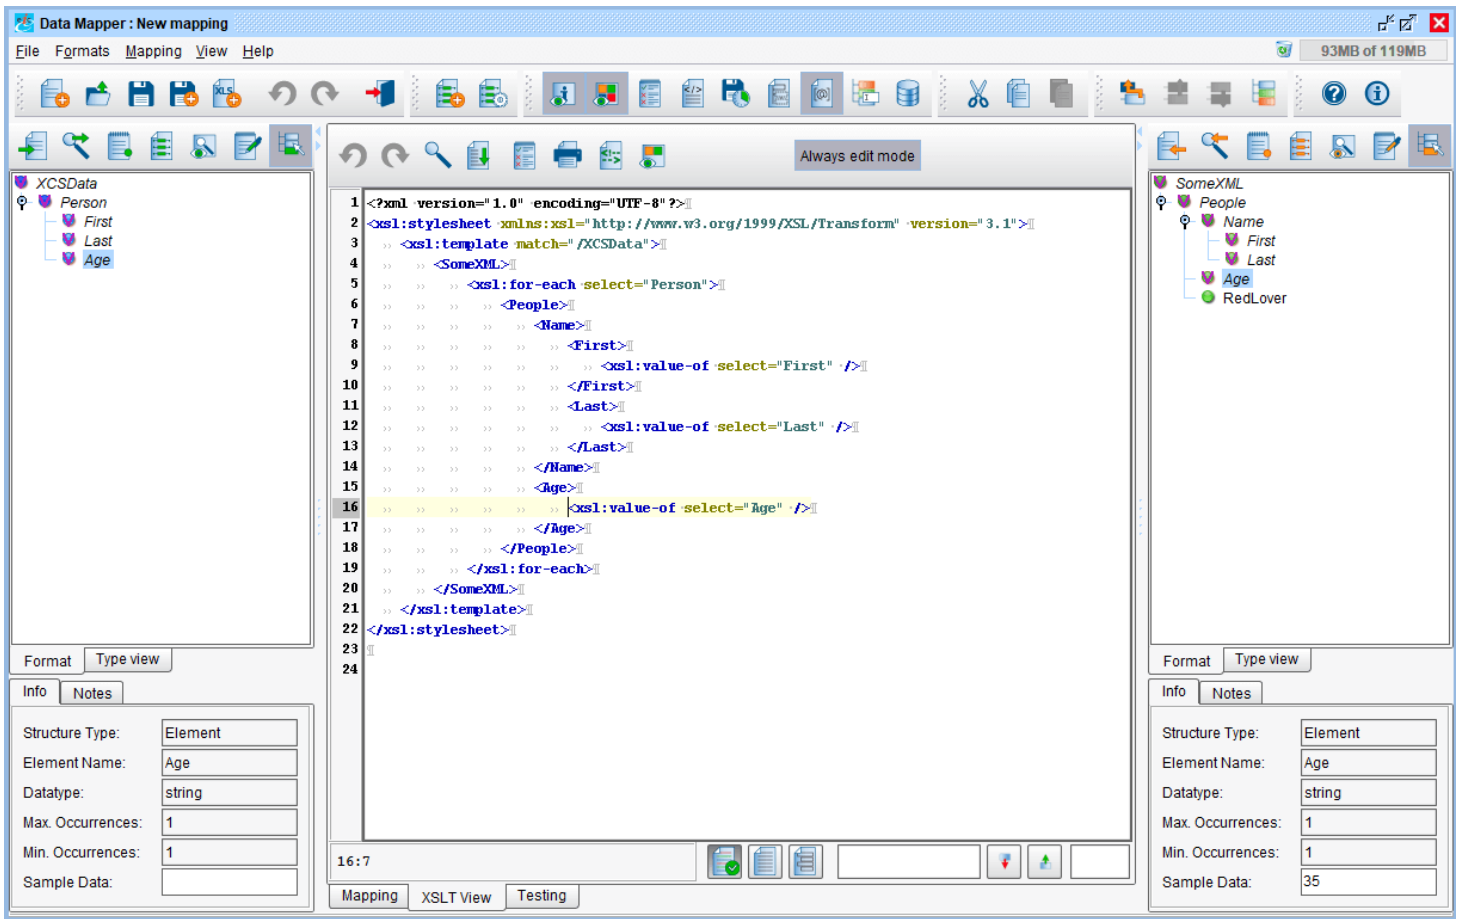 Data Mapper : New mapping
File Formats Mapping View Help
93MB of 119MB
XLS
Always edit mode
XCSData
Person
First
Last
Age
Format Type view
Info Notes
Structure Type: Element
Element Name: Age
Datatype: string
Max. Occurrences: 1
Min. Occurrences: 1
Sample Data:
1 <?xml version="1.0" encoding="UTF-8"?>
2 <xsl:stylesheet xmlns:xsl="http://www.w3.org/1999/XSL/Transform" version="3.1">
3 <xsl:template match="/XCSData">
4 <SomeXML>
5 <xsl:for-each select="Person">
6 <People>
7 <Name>
8 <First>
9 <xsl:value-of select="First" />
10 </First>
11 <Last>
12 <xsl:value-of select="Last" />
13 </Last>
14 </Name>
15 <Age>
16 <xsl:value-of select="Age" />
17 </Age>
18 </People>
19 </xsl:for-each>
20 </SomeXML>
21 </xsl:template>
22 </xsl:stylesheet>
23
24
16:7
Mapping XSLT View Testing
SomeXML
People
Name
First
Last
Age
RedLover
Format Type view
Info Notes
Structure Type: Element
Element Name: Age
Datatype: string
Max. Occurrences: 1
Min. Occurrences: 1
Sample Data: 35